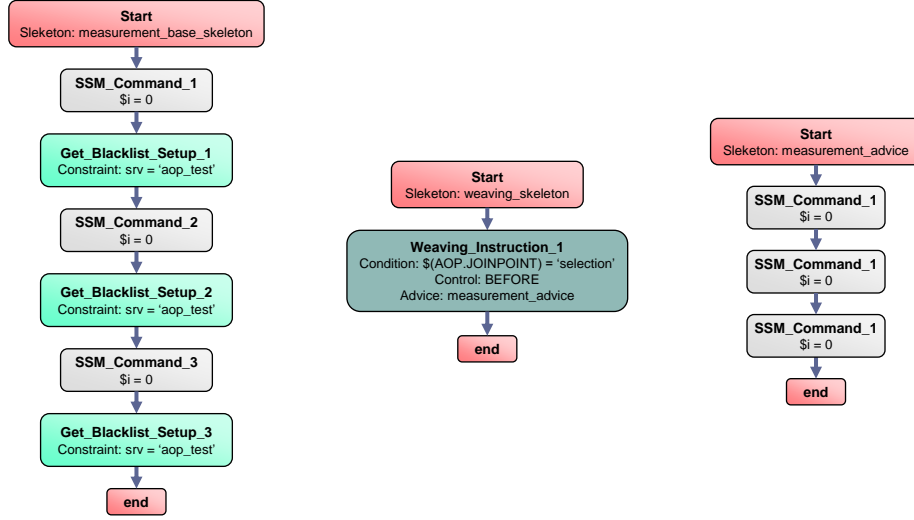 Start
Sleketon: measurement_base_skeleton
SSM_Command_1
$i = 0
Get_Blacklist_Setup_1
Constraint: srv = ‘aop_test’
SSM_Command_2
$i = 0
Get_Blacklist_Setup_2
Constraint: srv = ‘aop_test’
SSM_Command_3
$i = 0
Get_Blacklist_Setup_3
Constraint: srv = ‘aop_test’
end
Start
Sleketon: weaving_skeleton
Weaving_Instruction_1
Condition: $(AOP.JOINPOINT) = ‘selection’
Control: BEFORE
Advice: measurement_advice
end
Start
Sleketon: measurement_advice
SSM_Command_1
$i = 0
SSM_Command_1
$i = 0
SSM_Command_1
$i = 0
end